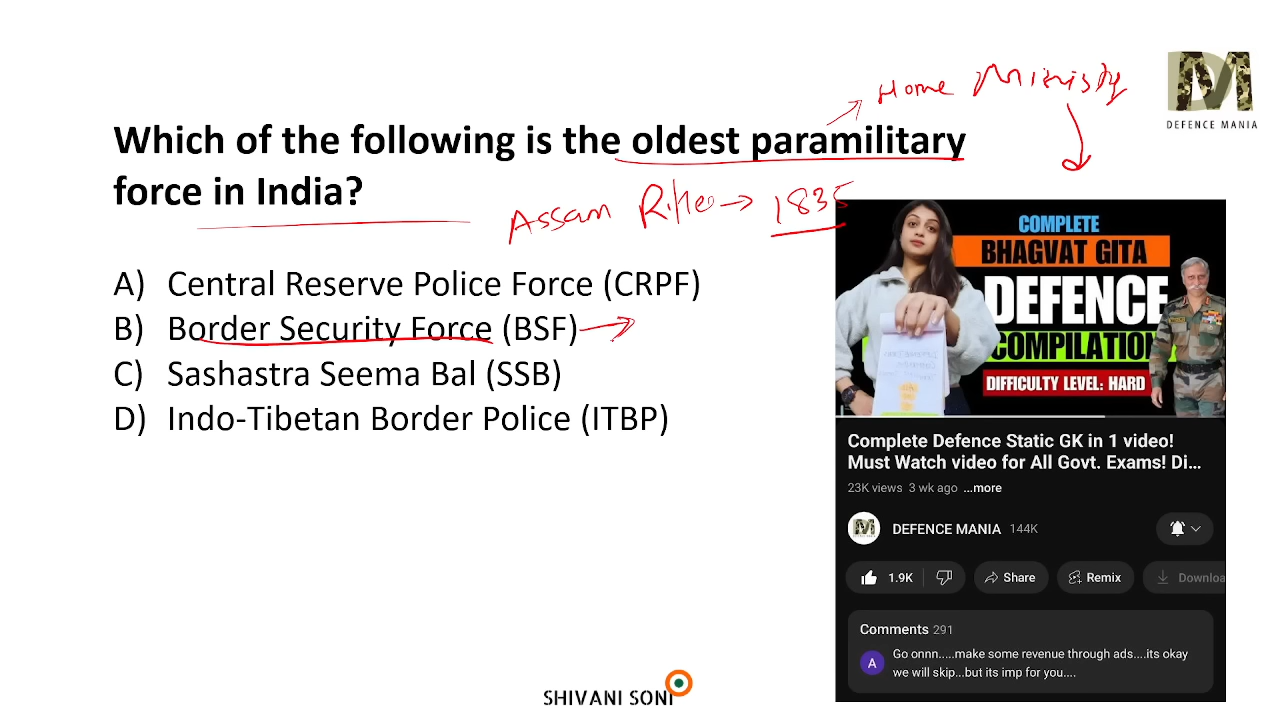 Home Ministry
DEFENCE MANIA
Which of the following is the oldest paramilitary
force in India?
Assam Rifles → 1835
A) Central Reserve Police Force (CRPF)
B) Border Security Force (BSF)
C) Sashastra Seema Bal (SSB)
D) Indo-Tibetan Border Police (ITBP)
COMPLETE
BHAGVAT GITA
DEFENCE
COMPILATION
DIFFICULTY LEVEL: HARD
Complete Defence Static GK in 1 video!
Must Watch video for All Govt. Exams! Di...
23K views 3 wk ago ...more
DEFENCE MANIA 144K
1.9K Share Remix Downloa
Comments 291
A
Go onnn.....make some revenue through ads....its okay
we will skip...but its imp for you....
SHIVANI SONI